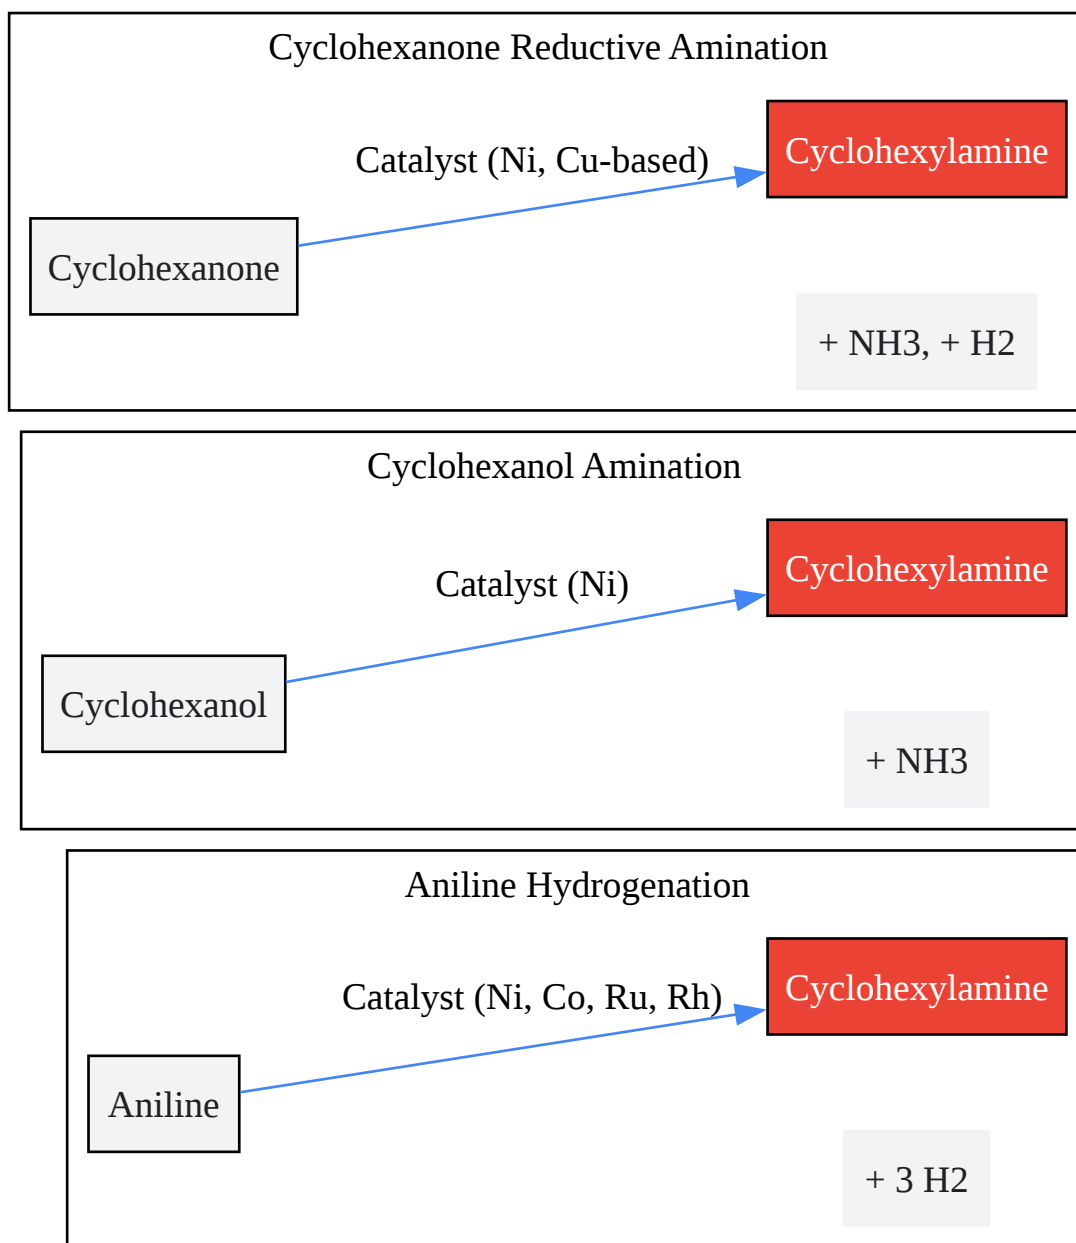 Cyclohexanone Reductive Amination
Catalyst (Ni, Cu-based)
Cyclohexylamine
Cyclohexanone
+ NH3, + H2
Cyclohexanol Amination
Catalyst (Ni)
Cyclohexylamine
Cyclohexanol
+ NH3
Aniline Hydrogenation
Catalyst (Ni, Co, Ru, Rh)
Cyclohexylamine
Aniline
+ 3 H2